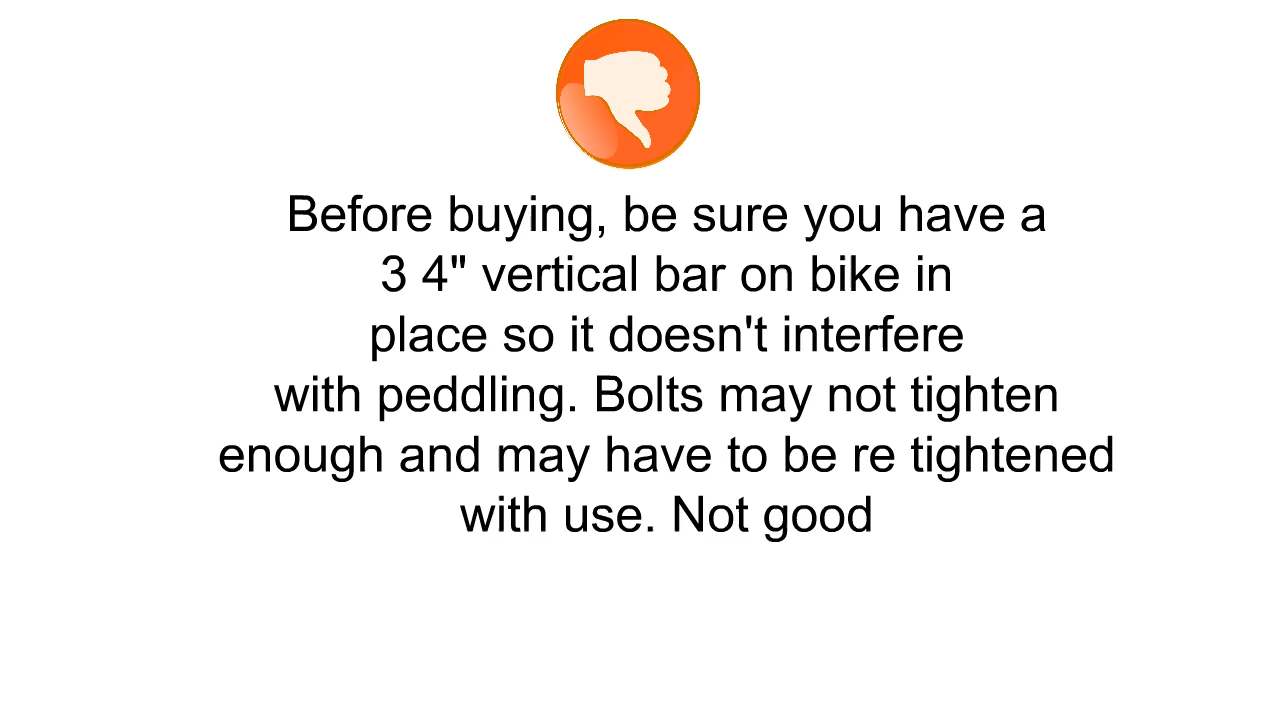 Before buying, be sure you have a
3 4" vertical bar on bike in
place so it doesn't interfere
with peddling. Bolts may not tighten
enough and may have to be re tightened
with use. Not good